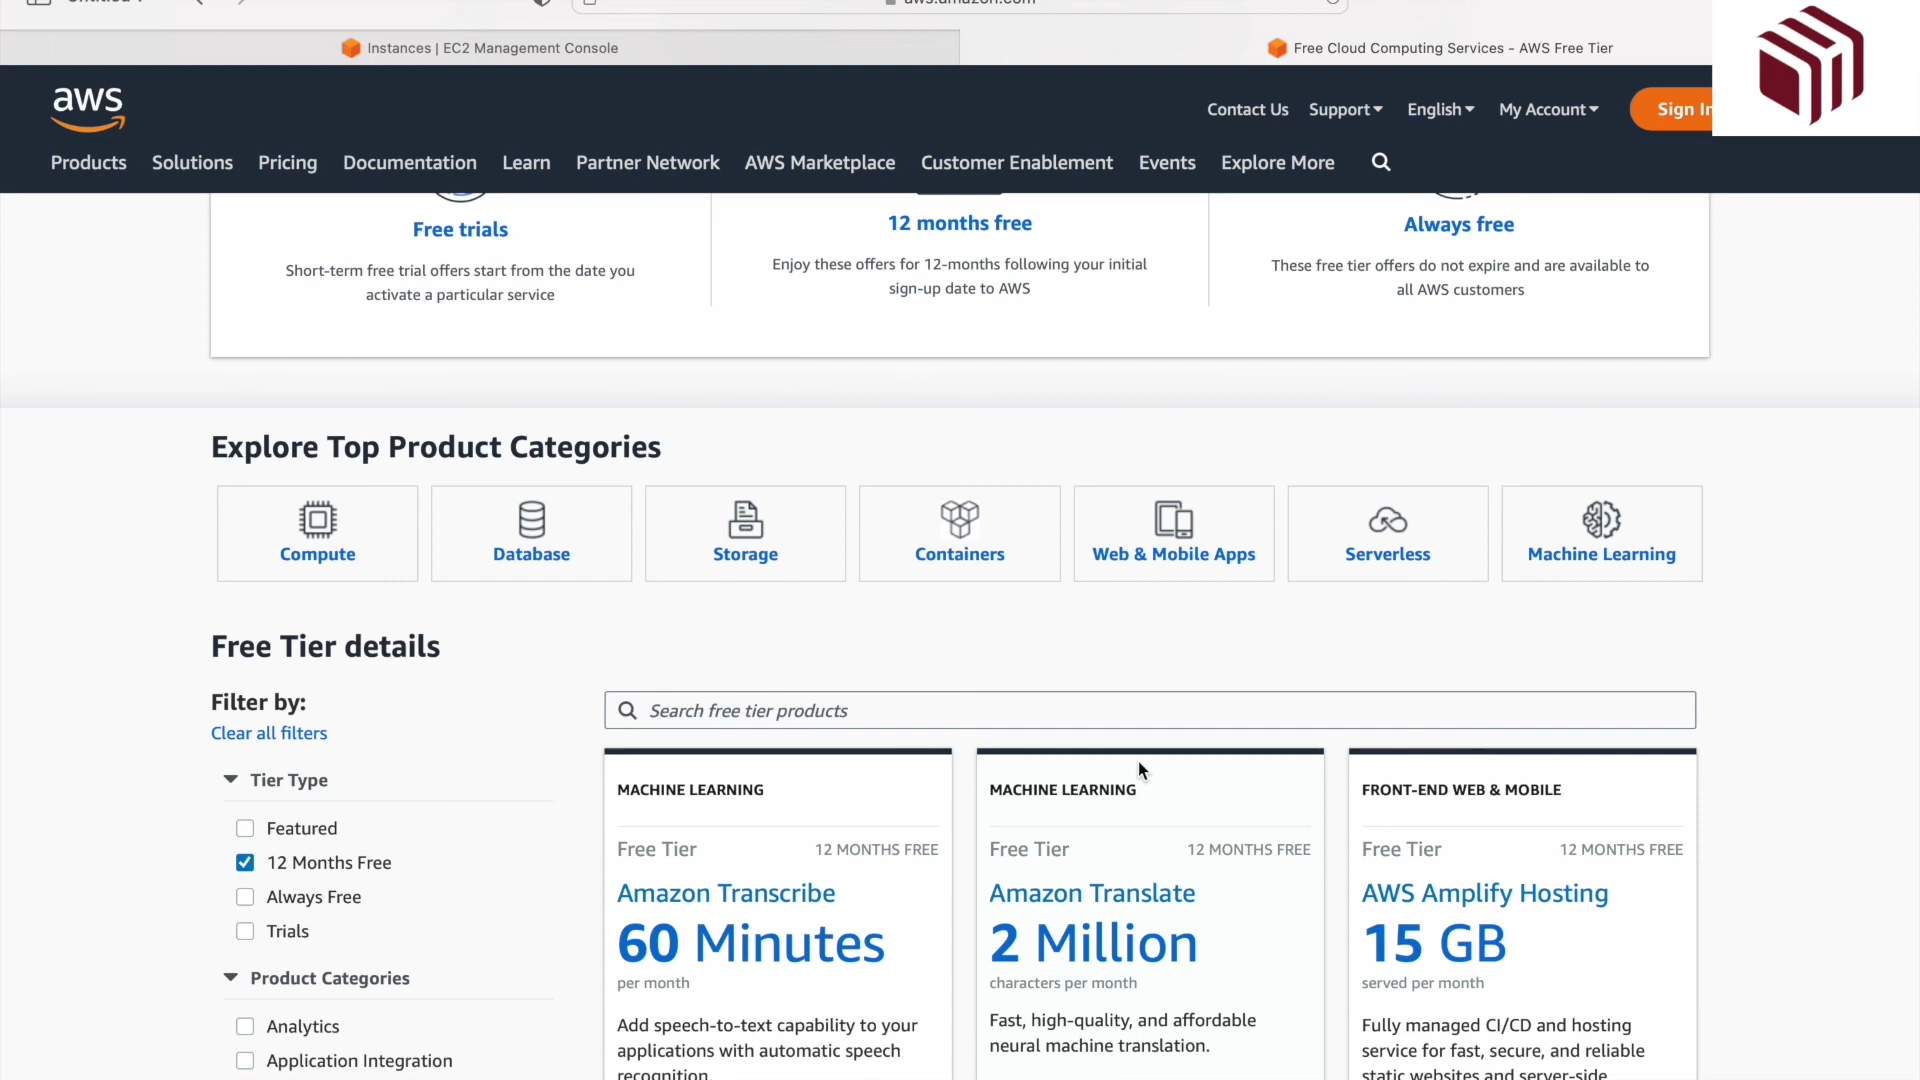 Instances | EC2 Management Console
Free Cloud Computing Services - AWS Free Tier
aws
Contact Us Support English My Account Sign In
Products Solutions Pricing Documentation Learn Partner Network AWS Marketplace Customer Enablement Events Explore More
Free trials
Short-term free trial offers start from the date you
activate a particular service
12 months free
Enjoy these offers for 12-months following your initial
sign-up date to AWS
Always free
These free tier offers do not expire and are available to
all AWS customers
Explore Top Product Categories
Compute
Database
Storage
Containers
Web & Mobile Apps
Serverless
Machine Learning
Free Tier details
Filter by:
Clear all filters
Tier Type
Featured
12 Months Free
Always Free
Trials
Product Categories
Analytics
Application Integration
Search free tier products
MACHINE LEARNING
Free Tier 12 MONTHS FREE
Amazon Transcribe
60 Minutes
per month
Add speech-to-text capability to your
applications with automatic speech
recognition.
MACHINE LEARNING
Free Tier 12 MONTHS FREE
Amazon Translate
2 Million
characters per month
Fast, high-quality, and affordable
neural machine translation.
FRONT-END WEB & MOBILE
Free Tier 12 MONTHS FREE
AWS Amplify Hosting
15 GB
served per month
Fully managed CI/CD and hosting
service for fast, secure, and reliable
static websites and server-side